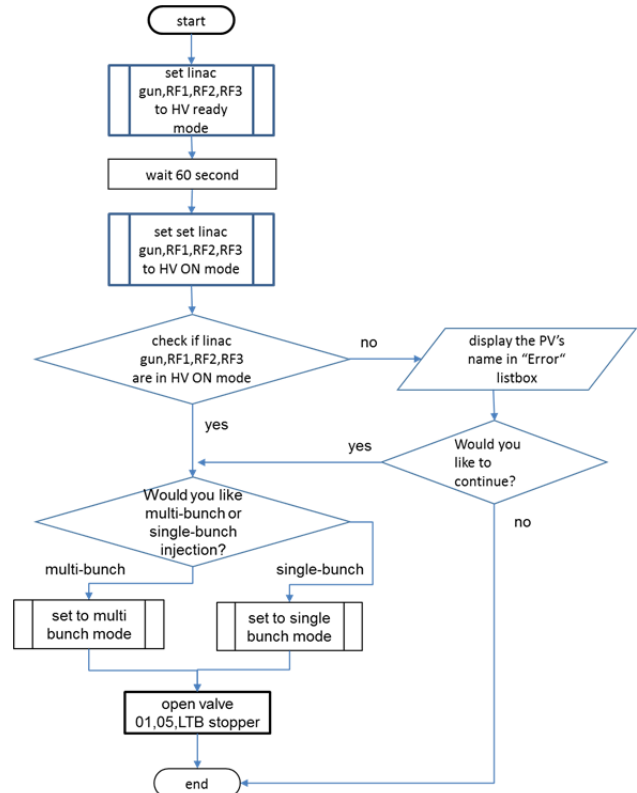 start
set linac
gun,RF1,RF2,RF3
to HV ready
mode
wait 60 second
set set linac
gun,RF1,RF2,RF3
to HV ON mode
check if linac
gun,RF1,RF2,RF3
are in HV ON mode
no
display the PV’s
name in “Error“
listbox
yes
yes
Would you
like to
continue?
no
Would you like
multi-bunch or
single-bunch
injection?
multi-bunch
single-bunch
set to multi
bunch mode
set to single
bunch mode
open valve
01,05,LTB stopper
end